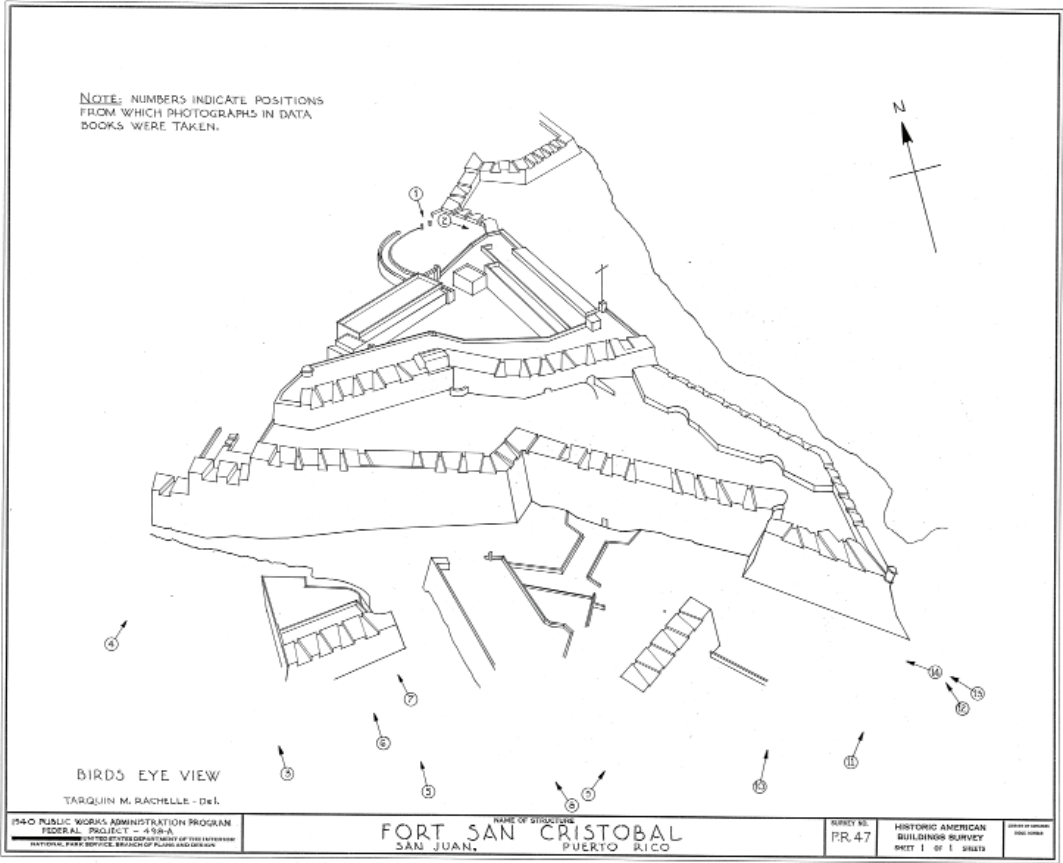 NOTE: NUMBERS INDICATE POSITIONS
FROM WHICH PHOTOGRAPHS IN DATA
BOOKS WERE TAKEN.
N
1
2
4
7
6
3
5
8
9
10
11
14
13
12
BIRDS EYE VIEW
TARQUIN M. RACHELLE - Del.
1940 PUBLIC WORKS ADMINISTRATION PROGRAM
FEDERAL PROJECT - 498-A
UNITED STATES DEPARTMENT OF THE INTERIOR
NATIONAL PARK SERVICE, BRANCH OF PLANS AND DESIGN
NAME OF STRUCTURE
FORT SAN CRISTOBAL
SAN JUAN, PUERTO RICO
SURVEY NO.
P.R. 47
HISTORIC AMERICAN
BUILDINGS SURVEY
SHEET 1 OF 1 SHEETS